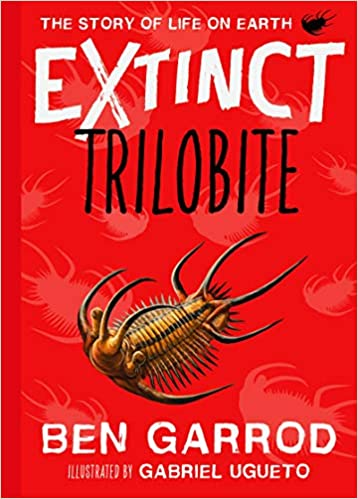 THE STORY OF LIFE ON EARTH
EXTINCT
TRILOBITE
BEN GARROD
ILLUSTRATED BY GABRIEL UGUETO